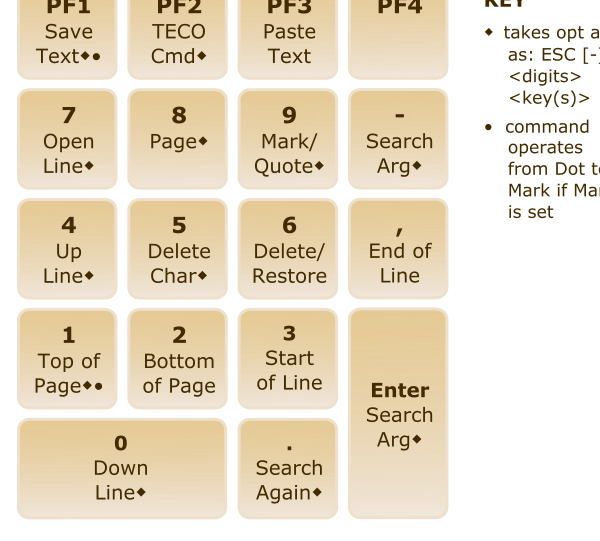 PF1
Save
Text◆●
PF2
TECO
Cmd◆
PF3
Paste
Text
PF4
7
Open
Line◆
8
Page◆
9
Mark/
Quote◆
-
Search
Arg◆
4
Up
Line◆
5
Delete
Char◆
6
Delete/
Restore
,
End of
Line
1
Top of
Page◆●
2
Bottom
of Page
3
Start
of Line
Enter
Search
Arg◆
0
Down
Line◆
.
Search
Again◆
KEY
◆ takes opt
as: ESC [-]
<digits>
<key(s)>
● command
operates
from Dot
Mark if
is set